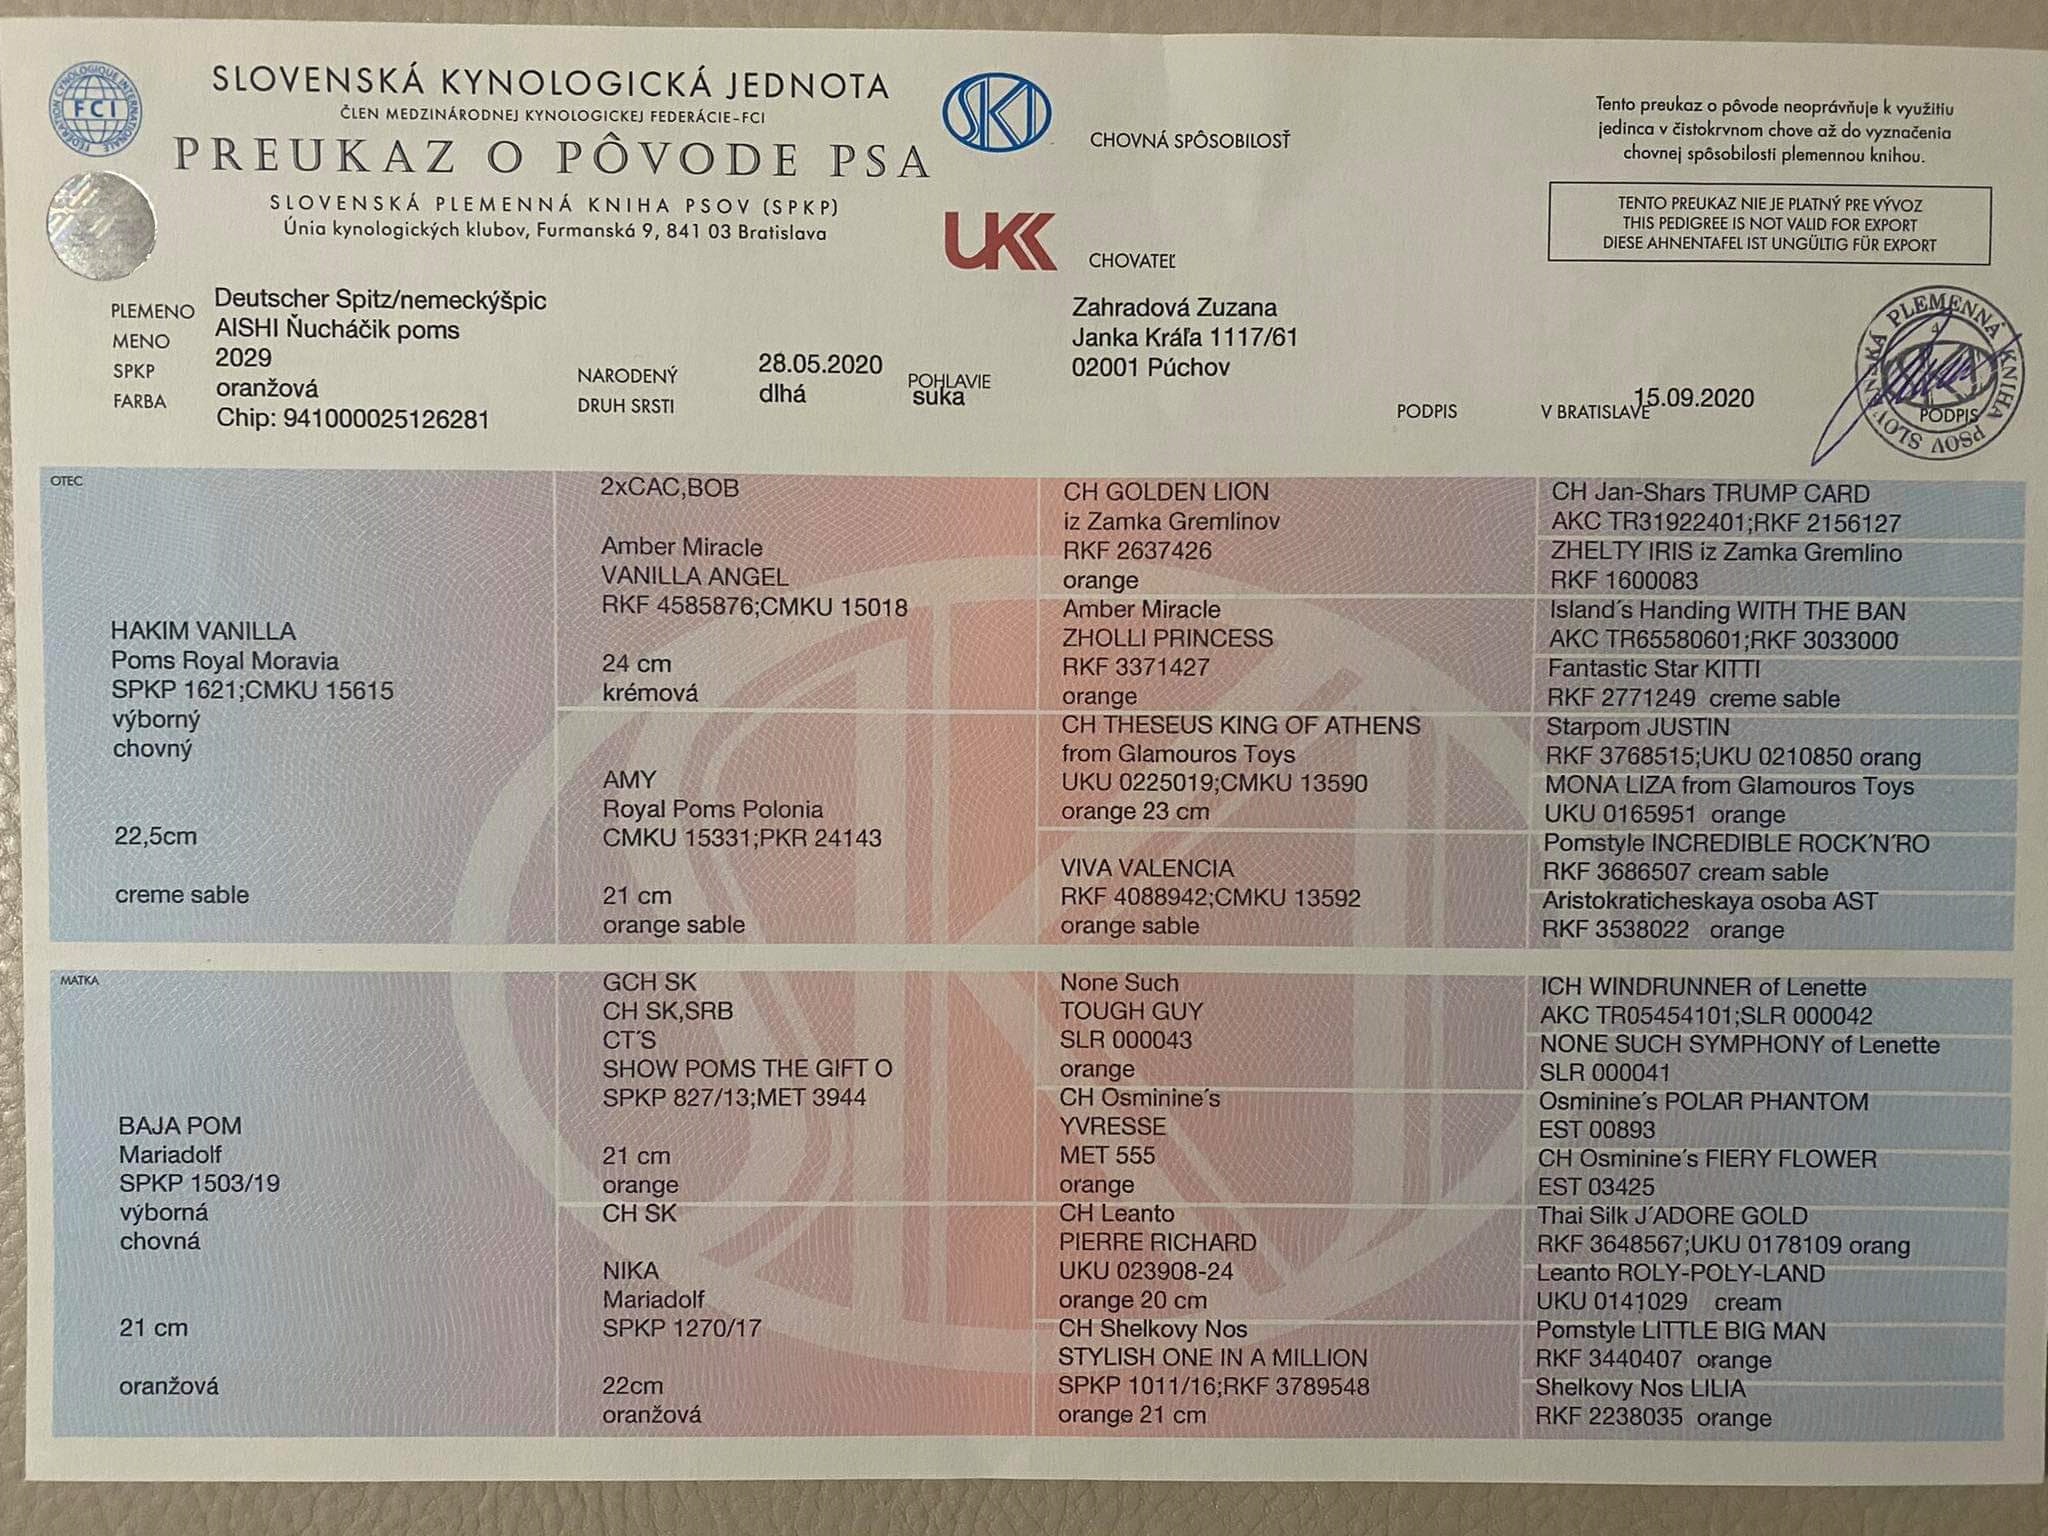 FEDERATION CYNOLOGIQUE INTERNATIONALE
FCI
SLOVENSKÁ KYNOLOGICKÁ JEDNOTA
ČLEN MEDZINÁRODNEJ KYNOLOGICKEJ FEDERÁCIE-FCI
PREUKAZ O PÔVODE PSA
SLOVENSKÁ PLEMENNÁ KNIHA PSOV (SPKP)
Únia kynologických klubov, Furmanská 9, 841 03 Bratislava
SKJ
CHOVNÁ SPÔSOBILOSŤ
UKK
CHOVATEĽ
Tento preukaz o pôvode neoprávňuje k využitiu
jedinca v čistokrvnom chove až do vyznačenia
chovnej spôsobilosti plemennou knihou.
TENTO PREUKAZ NIE JE PLATNÝ PRE VÝVOZ
THIS PEDIGREE IS NOT VALID FOR EXPORT
DIESE AHNENTAFEL IST UNGÜLTIG FÜR EXPORT
PLEMENO Deutscher Spitz/nemeckýšpic
MENO AISHI Ňucháčik poms
SPKP 2029
FARBA oranžová
Chip: 941000025126281
NARODENÝ 28.05.2020
DRUH SRSTI dlhá
POHLAVIE
suka
Zahradová Zuzana
Janka Kráľa 1117/61
02001 Púchov
PODPIS
V BRATISLAVE 15.09.2020
SLOVENSKÁ PLEMENNÁ KNIHA PSOV
4
PODPIS
OTEC
HAKIM VANILLA
Poms Royal Moravia
SPKP 1621;CMKU 15615
výborný
chovný
22,5cm
creme sable
2xCAC,BOB
Amber Miracle
VANILLA ANGEL
RKF 4585876;CMKU 15018
24 cm
krémová
AMY
Royal Poms Polonia
CMKU 15331;PKR 24143
21 cm
orange sable
CH GOLDEN LION
iz Zamka Gremlinov
RKF 2637426
orange
Amber Miracle
ZHOLLI PRINCESS
RKF 3371427
orange
CH THESEUS KING OF ATHENS
from Glamouros Toys
UKU 0225019;CMKU 13590
orange 23 cm
VIVA VALENCIA
RKF 4088942;CMKU 13592
orange sable
CH Jan-Shars TRUMP CARD
AKC TR31922401;RKF 2156127
ZHELTY IRIS iz Zamka Gremlino
RKF 1600083
Island´s Handing WITH THE BAN
AKC TR65580601;RKF 3033000
Fantastic Star KITTI
RKF 2771249 creme sable
Starpom JUSTIN
RKF 3768515;UKU 0210850 orang
MONA LIZA from Glamouros Toys
UKU 0165951 orange
Pomstyle INCREDIBLE ROCK´N´RO
RKF 3686507 cream sable
Aristokraticheskaya osoba AST
RKF 3538022 orange
MATKA
BAJA POM
Mariadolf
SPKP 1503/19
výborná
chovná
21 cm
oranžová
GCH SK
CH SK,SRB
CT´S
SHOW POMS THE GIFT O
SPKP 827/13;MET 3944
21 cm
orange
CH SK
NIKA
Mariadolf
SPKP 1270/17
22cm
oranžová
None Such
TOUGH GUY
SLR 000043
orange
CH Osminine´s
YVRESSE
MET 555
orange
CH Leanto
PIERRE RICHARD
UKU 023908-24
orange 20 cm
CH Shelkovy Nos
STYLISH ONE IN A MILLION
SPKP 1011/16;RKF 3789548
orange 21 cm
ICH WINDRUNNER of Lenette
AKC TR05454101;SLR 000042
NONE SUCH SYMPHONY of Lenette
SLR 000041
Osminine´s POLAR PHANTOM
EST 00893
CH Osminine´s FIERY FLOWER
EST 03425
Thai Silk J´ADORE GOLD
RKF 3648567;UKU 0178109 orang
Leanto ROLY-POLY-LAND
UKU 0141029 cream
Pomstyle LITTLE BIG MAN
RKF 3440407 orange
Shelkovy Nos LILIA
RKF 2238035 orange